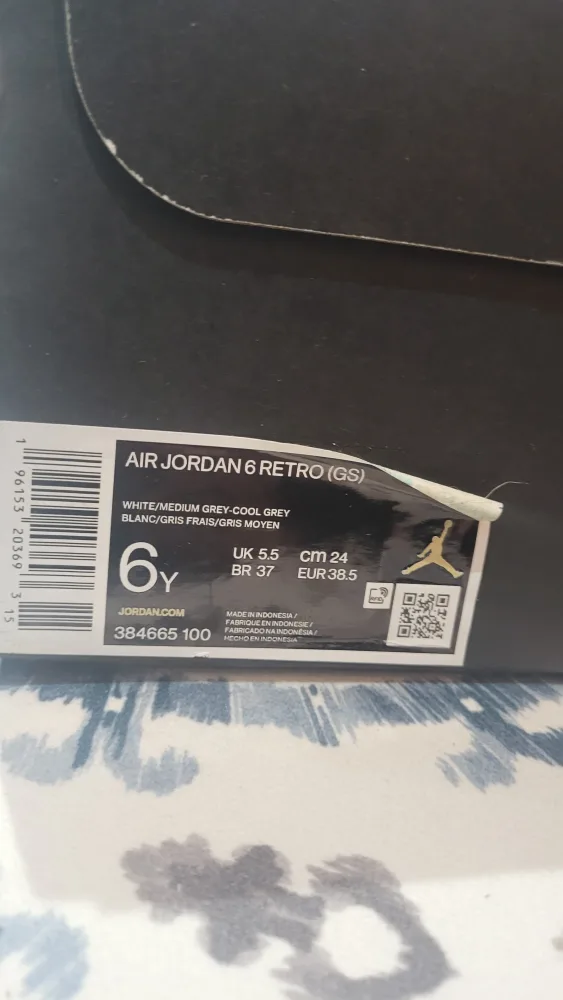 AIR JORDAN 6 RETRO (GS)
WHITE/MEDIUM GREY-COOL GREY
BLANC/GRIS FRAIS/GRIS MOYEN
6Y
UK 5.5 cm 24
BR 37 EUR 38.5
JORDAN.COM
384665 100
MADE IN INDONESIA /
FABRIQUE EN INDONESIE /
FABRICADO NA INDONÉSIA /
HECHO EN INDONESIA
RFID
1 96153 20369 3 15